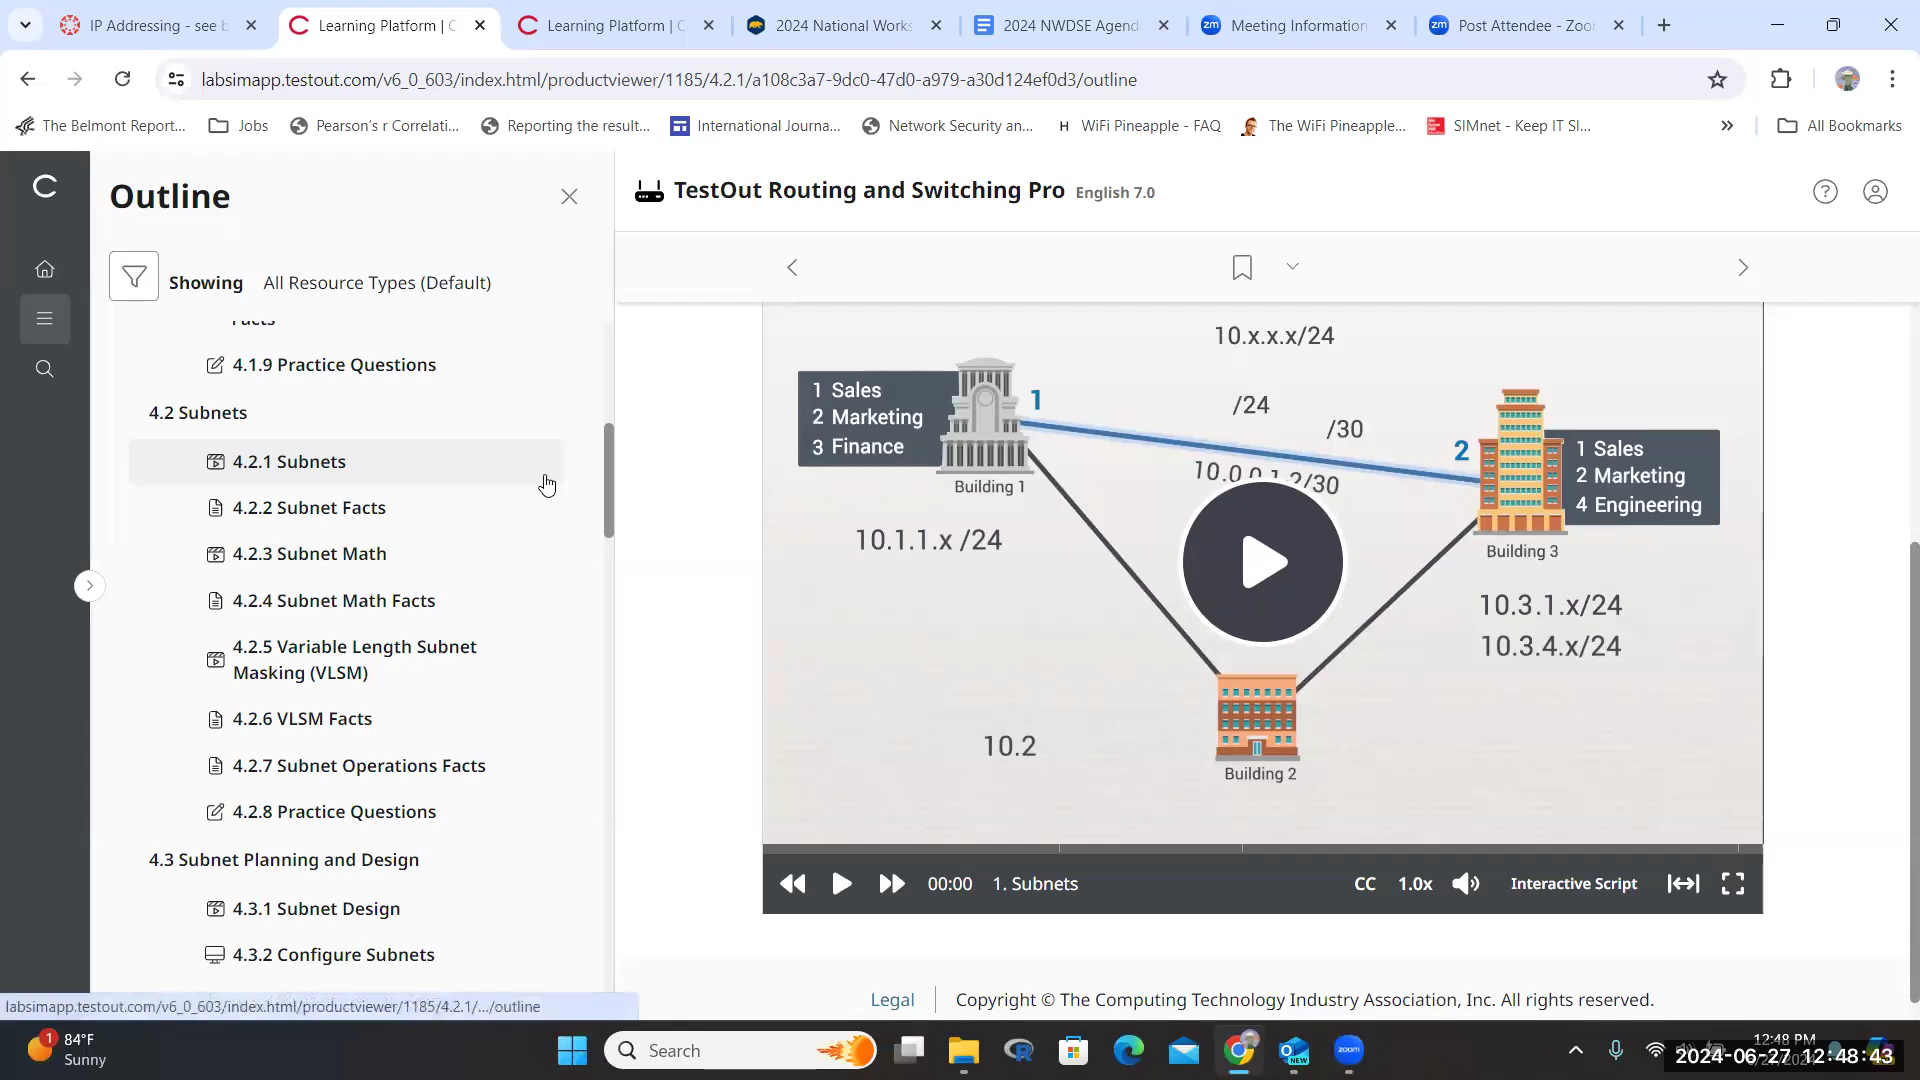 IP Addressing - see b
Learning Platform | C
Learning Platform | C
2024 National Works
2024 NWDSE Agend
Meeting Information
Post Attendee - Zoo
labsimapp.testout.com/v6_0_603/index.html/productviewer/1185/4.2.1/a108c3a7-9dc0-47d0-a979-a30d124ef0d3/outline
The Belmont Report...
Jobs
Pearson's r Correlati...
Reporting the result...
International Journa...
Network Security an...
WiFi Pineapple - FAQ
The WiFi Pineapple...
SIMnet - Keep IT SI...
All Bookmarks
Outline
TestOut Routing and Switching Pro English 7.0
Showing All Resource Types (Default)
Facts
4.1.9 Practice Questions
4.2 Subnets
4.2.1 Subnets
4.2.2 Subnet Facts
4.2.3 Subnet Math
4.2.4 Subnet Math Facts
4.2.5 Variable Length Subnet
Masking (VLSM)
4.2.6 VLSM Facts
4.2.7 Subnet Operations Facts
4.2.8 Practice Questions
4.3 Subnet Planning and Design
4.3.1 Subnet Design
4.3.2 Configure Subnets
10.x.x.x/24
1 Sales
2 Marketing
3 Finance
1
/24
/30
2
1 Sales
2 Marketing
4 Engineering
Building 1
10.0.0.1-2/30
10.1.1.x /24
Building 3
10.3.1.x/24
10.3.4.x/24
10.2
Building 2
00:00 1. Subnets
CC 1.0x Interactive Script
Legal
Copyright © The Computing Technology Industry Association, Inc. All rights reserved.
labsimapp.testout.com/v6_0_603/index.html/productviewer/1185/4.2.1/.../outline
1
84°F
Sunny
Search
NEW
zoom
12:48 PM
2024-06-27 12:48:43